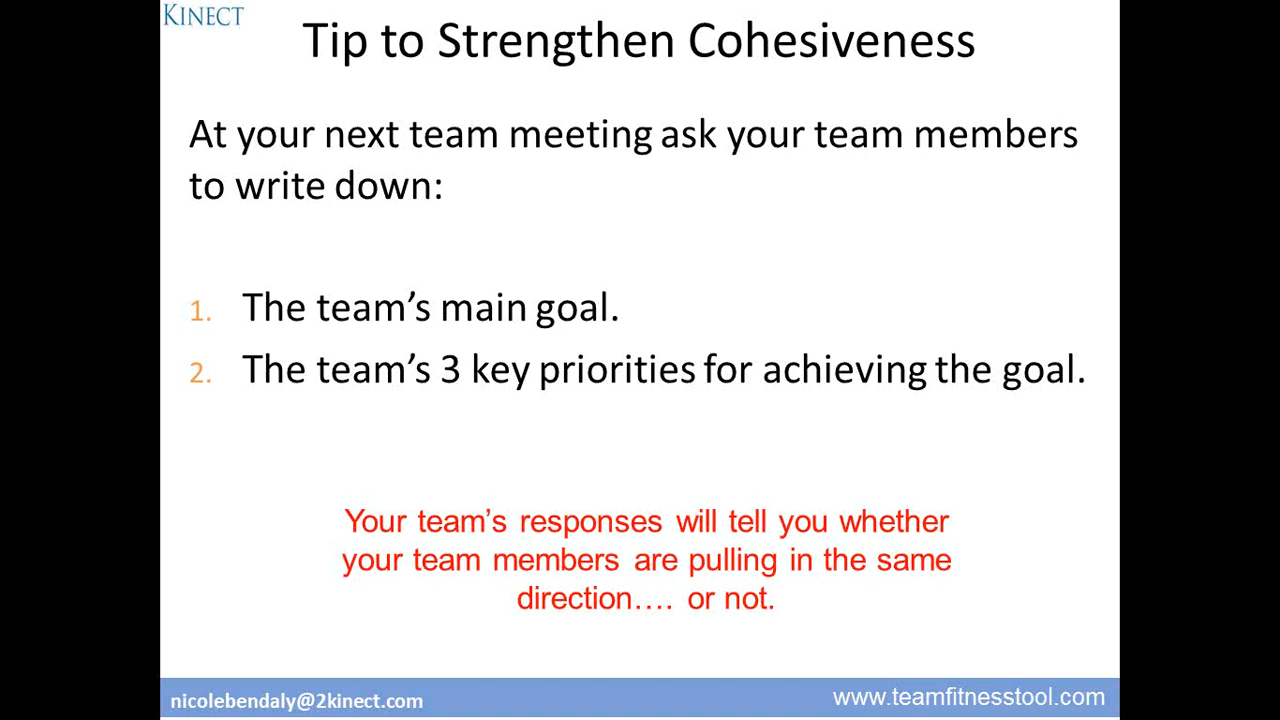 KINECT
Tip to Strengthen Cohesiveness
At your next team meeting ask your team members
to write down:
1. The team’s main goal.
2. The team’s 3 key priorities for achieving the goal.
Your team’s responses will tell you whether
your team members are pulling in the same
direction…. or not.
nicolebendaly@2kinect.com
www.teamfitnesstool.com